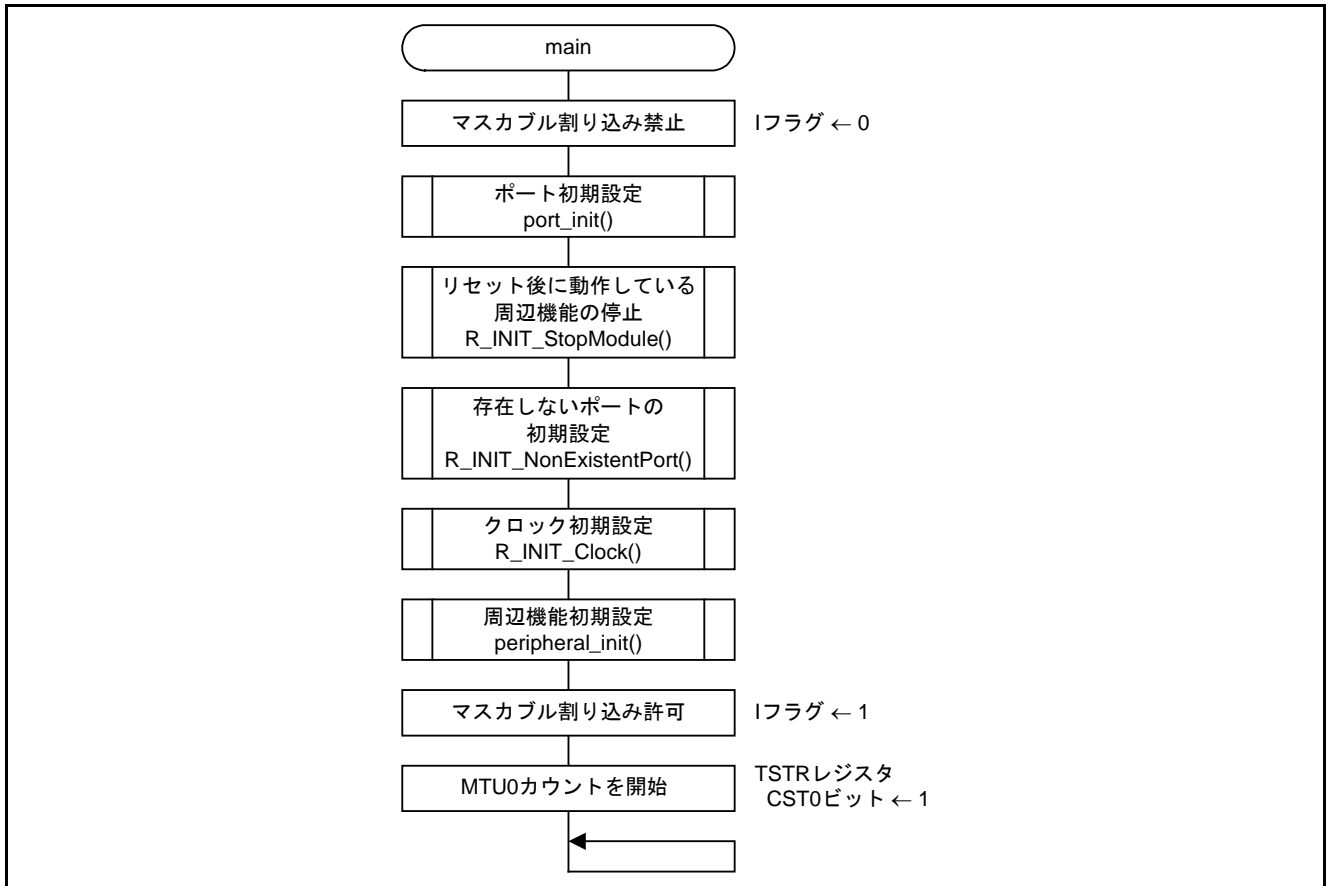 main
マスカブル割り込み禁止
Iフラグ ← 0
ポート初期設定
port_init()
リセット後に動作している
周辺機能の停止
R_INIT_StopModule()
存在しないポートの
初期設定
R_INIT_NonExistentPort()
クロック初期設定
R_INIT_Clock()
周辺機能初期設定
peripheral_init()
マスカブル割り込み許可
Iフラグ ← 1
MTU0カウントを開始
TSTRレジスタ
CST0ビット ← 1